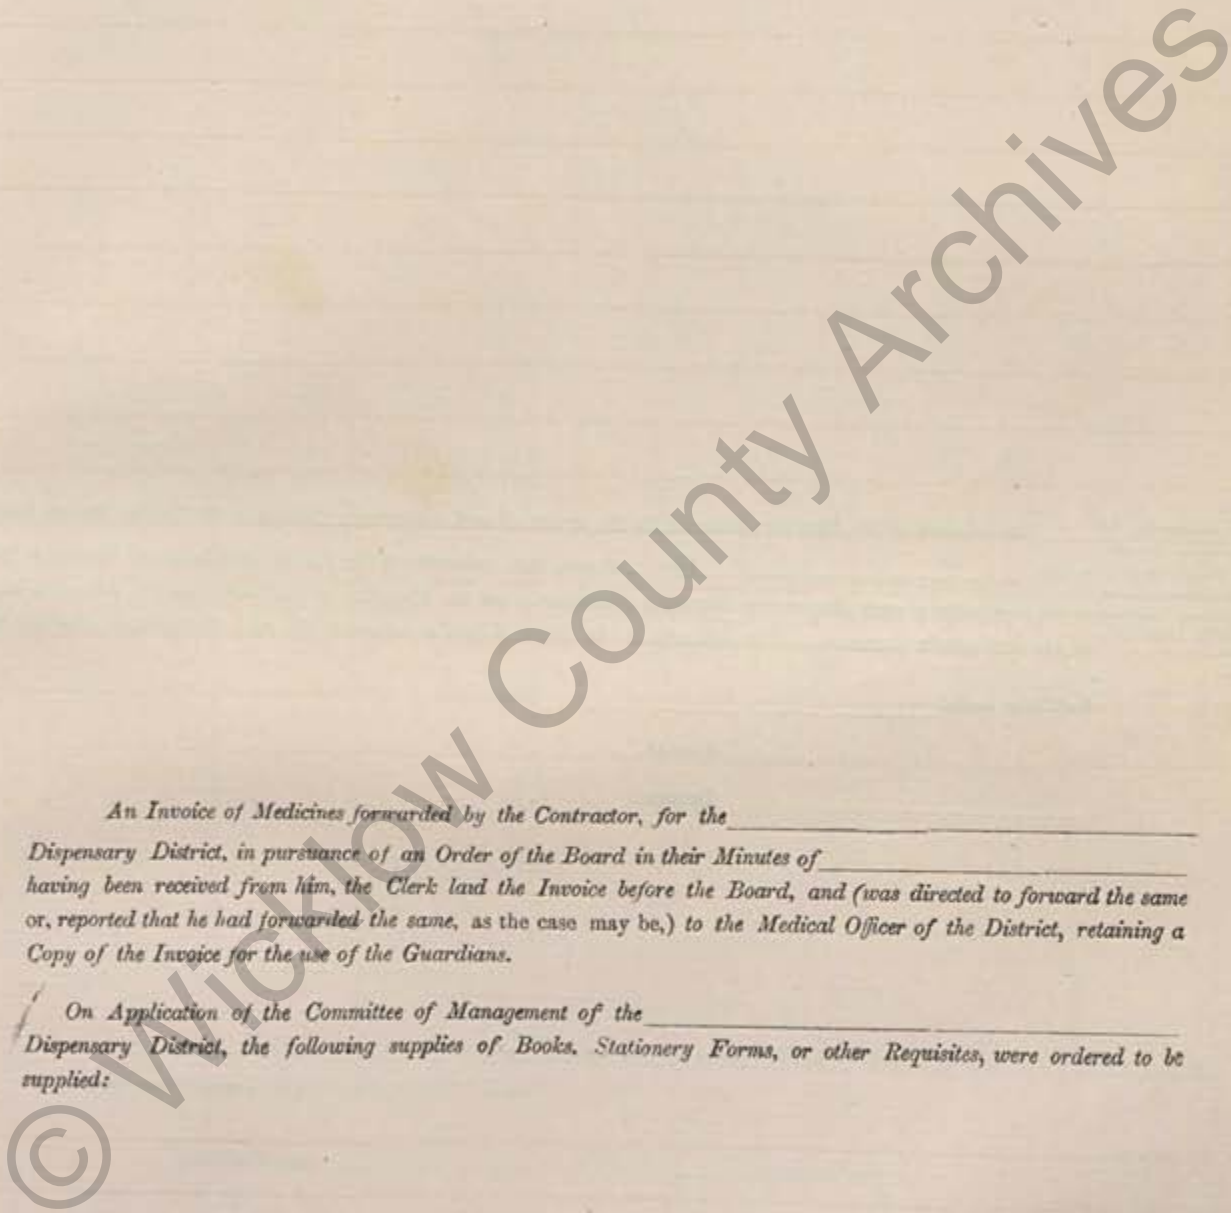 An Invoice of Medicines forwarded by the Contractor, for the
Dispensary District, in pursuance of an Order of the Board in their Minutes of
having been received from him, the Clerk laid the Invoice before the Board, and (was directed to forward the same
or, reported that he had forwarded the same, as the case may be,) to the Medical Officer of the District, retaining a
Copy of the Invoice for the use of the Guardians.
On Application of the Committee of Management of the
Dispensary District, the following supplies of Books, Stationery Forms, or other Requisites, were ordered to be
supplied:
© Wicklow County Archives